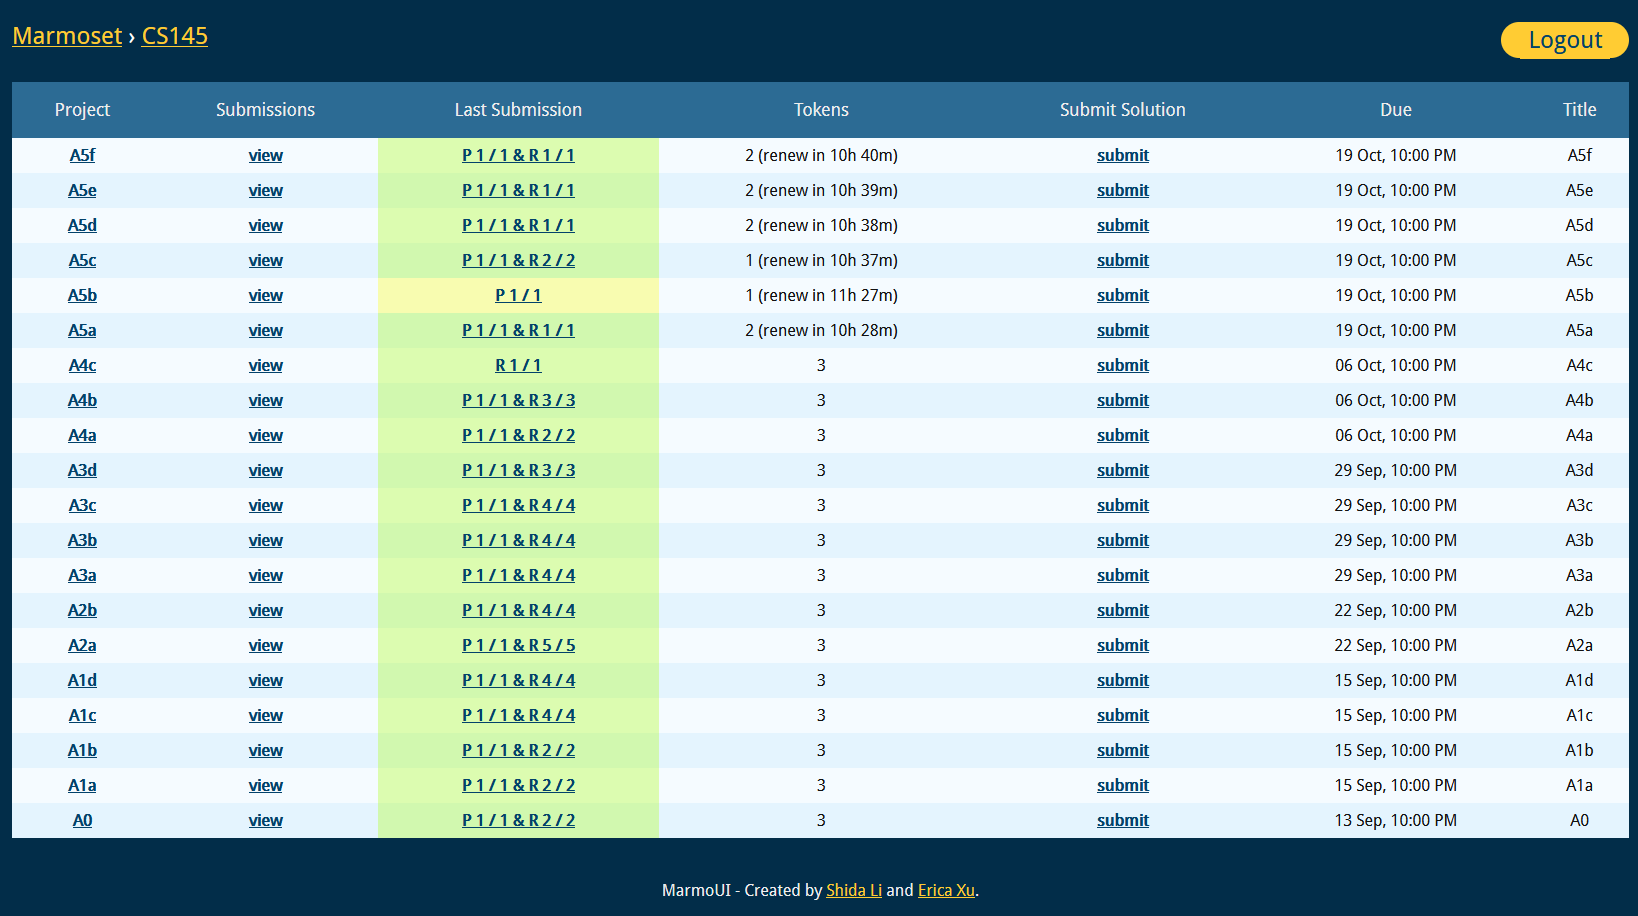 Marmoset › CS145
Logout
Project Submissions Last Submission Tokens Submit Solution Due Title
A5f view P 1 / 1 & R 1 / 1 2 (renew in 10h 40m) submit 19 Oct, 10:00 PM A5f
A5e view P 1 / 1 & R 1 / 1 2 (renew in 10h 39m) submit 19 Oct, 10:00 PM A5e
A5d view P 1 / 1 & R 1 / 1 2 (renew in 10h 38m) submit 19 Oct, 10:00 PM A5d
A5c view P 1 / 1 & R 2 / 2 1 (renew in 10h 37m) submit 19 Oct, 10:00 PM A5c
A5b view P 1 / 1 1 (renew in 11h 27m) submit 19 Oct, 10:00 PM A5b
A5a view P 1 / 1 & R 1 / 1 2 (renew in 10h 28m) submit 19 Oct, 10:00 PM A5a
A4c view R 1 / 1 3 submit 06 Oct, 10:00 PM A4c
A4b view P 1 / 1 & R 3 / 3 3 submit 06 Oct, 10:00 PM A4b
A4a view P 1 / 1 & R 2 / 2 3 submit 06 Oct, 10:00 PM A4a
A3d view P 1 / 1 & R 3 / 3 3 submit 29 Sep, 10:00 PM A3d
A3c view P 1 / 1 & R 4 / 4 3 submit 29 Sep, 10:00 PM A3c
A3b view P 1 / 1 & R 4 / 4 3 submit 29 Sep, 10:00 PM A3b
A3a view P 1 / 1 & R 4 / 4 3 submit 29 Sep, 10:00 PM A3a
A2b view P 1 / 1 & R 4 / 4 3 submit 22 Sep, 10:00 PM A2b
A2a view P 1 / 1 & R 5 / 5 3 submit 22 Sep, 10:00 PM A2a
A1d view P 1 / 1 & R 4 / 4 3 submit 15 Sep, 10:00 PM A1d
A1c view P 1 / 1 & R 4 / 4 3 submit 15 Sep, 10:00 PM A1c
A1b view P 1 / 1 & R 2 / 2 3 submit 15 Sep, 10:00 PM A1b
A1a view P 1 / 1 & R 2 / 2 3 submit 15 Sep, 10:00 PM A1a
A0 view P 1 / 1 & R 2 / 2 3 submit 13 Sep, 10:00 PM A0
MarmoUI - Created by Shida Li and Erica Xu.